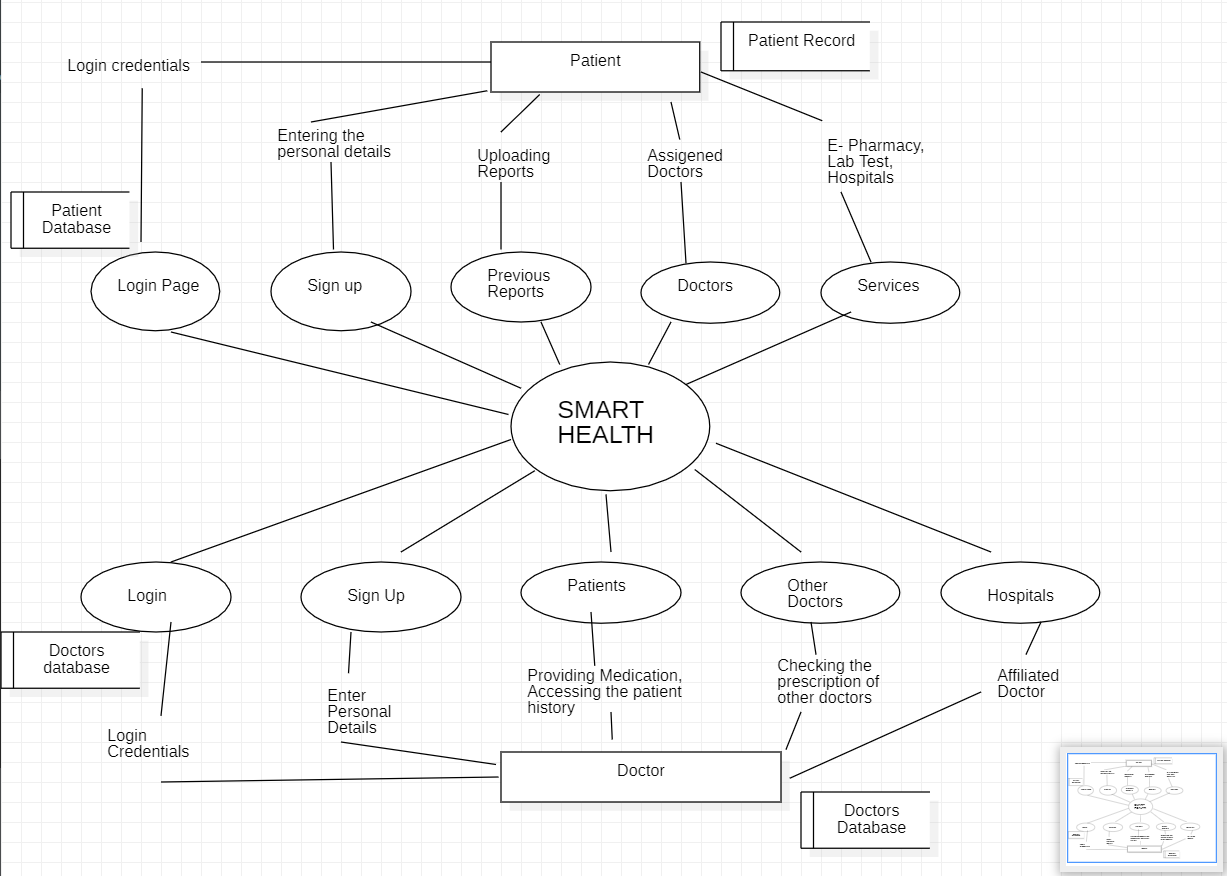 Patient Record
Patient
Login credentials
Entering the
personal details
Uploading
Reports
Assigened
Doctors
E- Pharmacy,
Lab Test,
Hospitals
Patient
Database
Login Page
Sign up
Previous
Reports
Doctors
Services
SMART
HEALTH
Login
Sign Up
Patients
Other
Doctors
Hospitals
Doctors
database
Enter
Personal
Details
Providing Medication,
Accessing the patient
history
Checking the
prescription of
other doctors
Affiliated
Doctor
Login
Credentials
Doctor
Doctors
Database